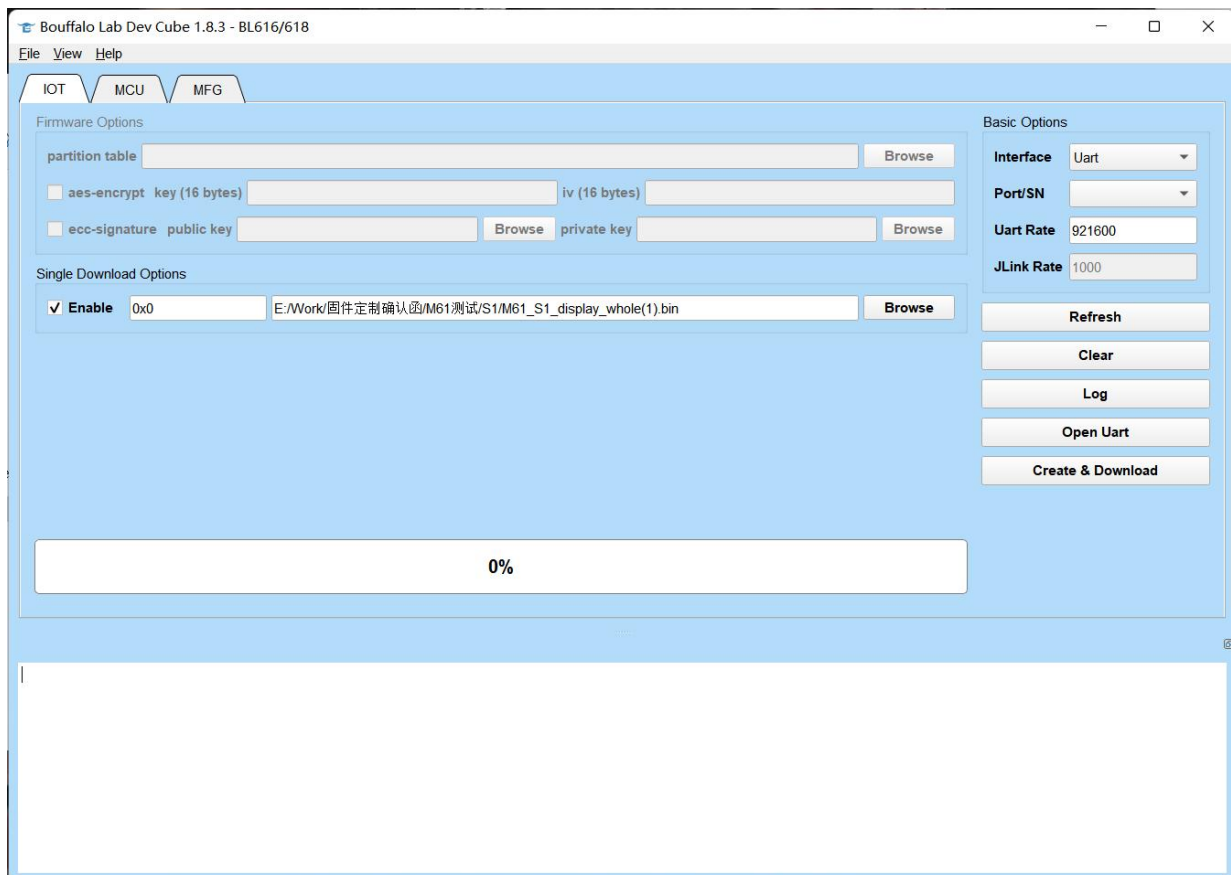 Bouffalo Lab Dev Cube 1.8.3 - BL616/618
File View Help
IOT MCU MFG
Firmware Options
partition table Browse
aes-encrypt key (16 bytes) iv (16 bytes)
ecc-signature public key Browse private key Browse
Single Download Options
Enable 0x0 E:/Work/固件定制确认函/M61测试/S1/M61_S1_display_whole(1).bin Browse
0%
Basic Options
Interface Uart
Port/SN
Uart Rate 921600
JLink Rate 1000
Refresh
Clear
Log
Open Uart
Create & Download